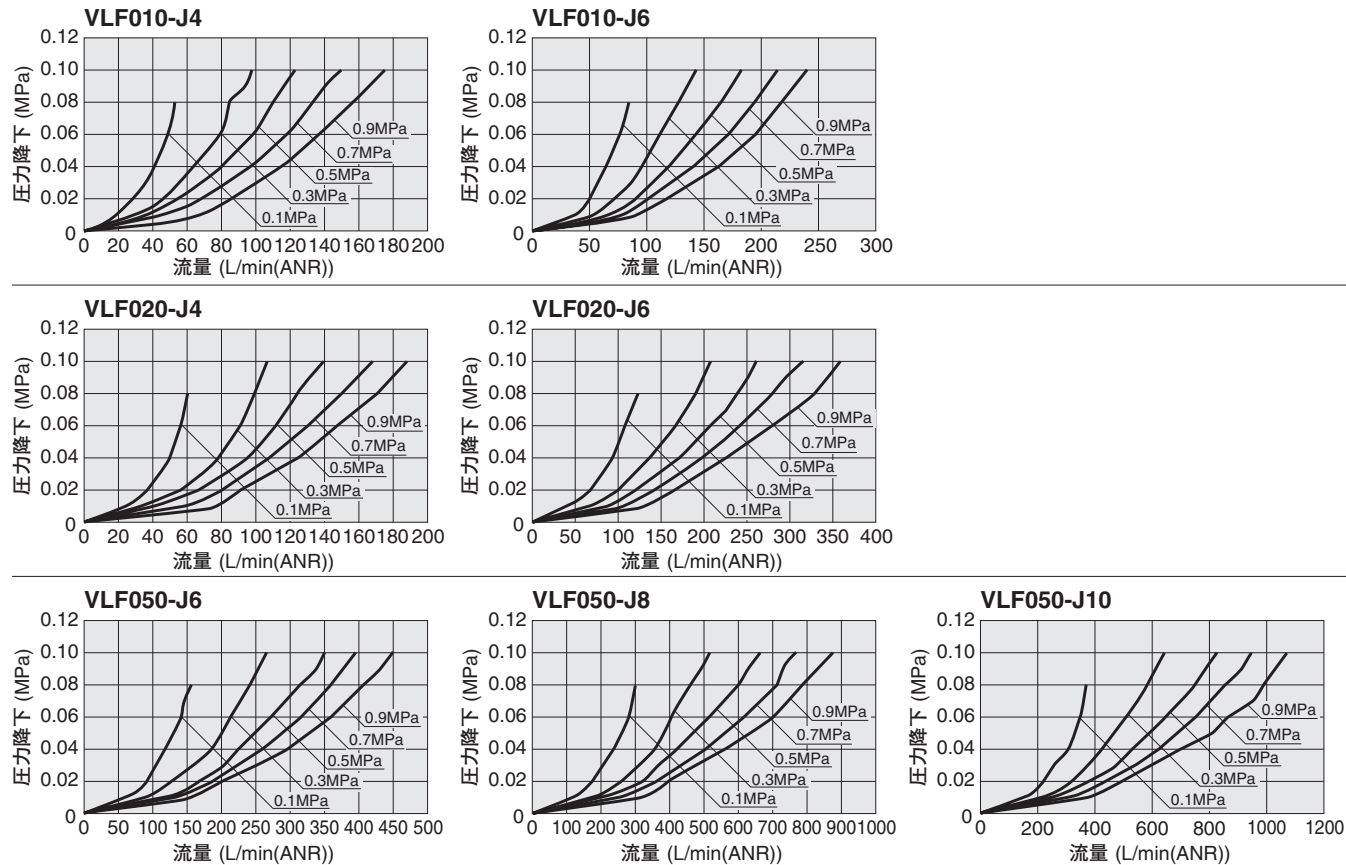 VLF010-J4
圧力降下 (MPa)
0.12
0.10
0.08
0.06
0.04
0.02
0
0.9MPa
0.7MPa
0.5MPa
0.3MPa
0.1MPa
0 20 40 60 80 100 120 140 160 180 200
流量 (L/min(ANR))
VLF010-J6
圧力降下 (MPa)
0.12
0.10
0.08
0.06
0.04
0.02
0
0.9MPa
0.7MPa
0.5MPa
0.3MPa
0.1MPa
0 50 100 150 200 250 300
流量 (L/min(ANR))
VLF020-J4
圧力降下 (MPa)
0.12
0.10
0.08
0.06
0.04
0.02
0
0.9MPa
0.7MPa
0.5MPa
0.3MPa
0.1MPa
0 20 40 60 80 100 120 140 160 180 200
流量 (L/min(ANR))
VLF020-J6
圧力降下 (MPa)
0.12
0.10
0.08
0.06
0.04
0.02
0
0.9MPa
0.7MPa
0.5MPa
0.3MPa
0.1MPa
0 50 100 150 200 250 300 350 400
流量 (L/min(ANR))
VLF050-J6
圧力降下 (MPa)
0.12
0.10
0.08
0.06
0.04
0.02
0
0.9MPa
0.7MPa
0.5MPa
0.3MPa
0.1MPa
0 50 100 150 200 250 300 350 400 450 500
流量 (L/min(ANR))
VLF050-J8
圧力降下 (MPa)
0.12
0.10
0.08
0.06
0.04
0.02
0
0.9MPa
0.7MPa
0.5MPa
0.3MPa
0.1MPa
0 100 200 300 400 500 600 700 800 900 1000
流量 (L/min(ANR))
VLF050-J10
圧力降下 (MPa)
0.12
0.10
0.08
0.06
0.04
0.02
0
0.9MPa
0.7MPa
0.5MPa
0.3MPa
0.1MPa
0 200 400 600 800 1000 1200
流量 (L/min(ANR))